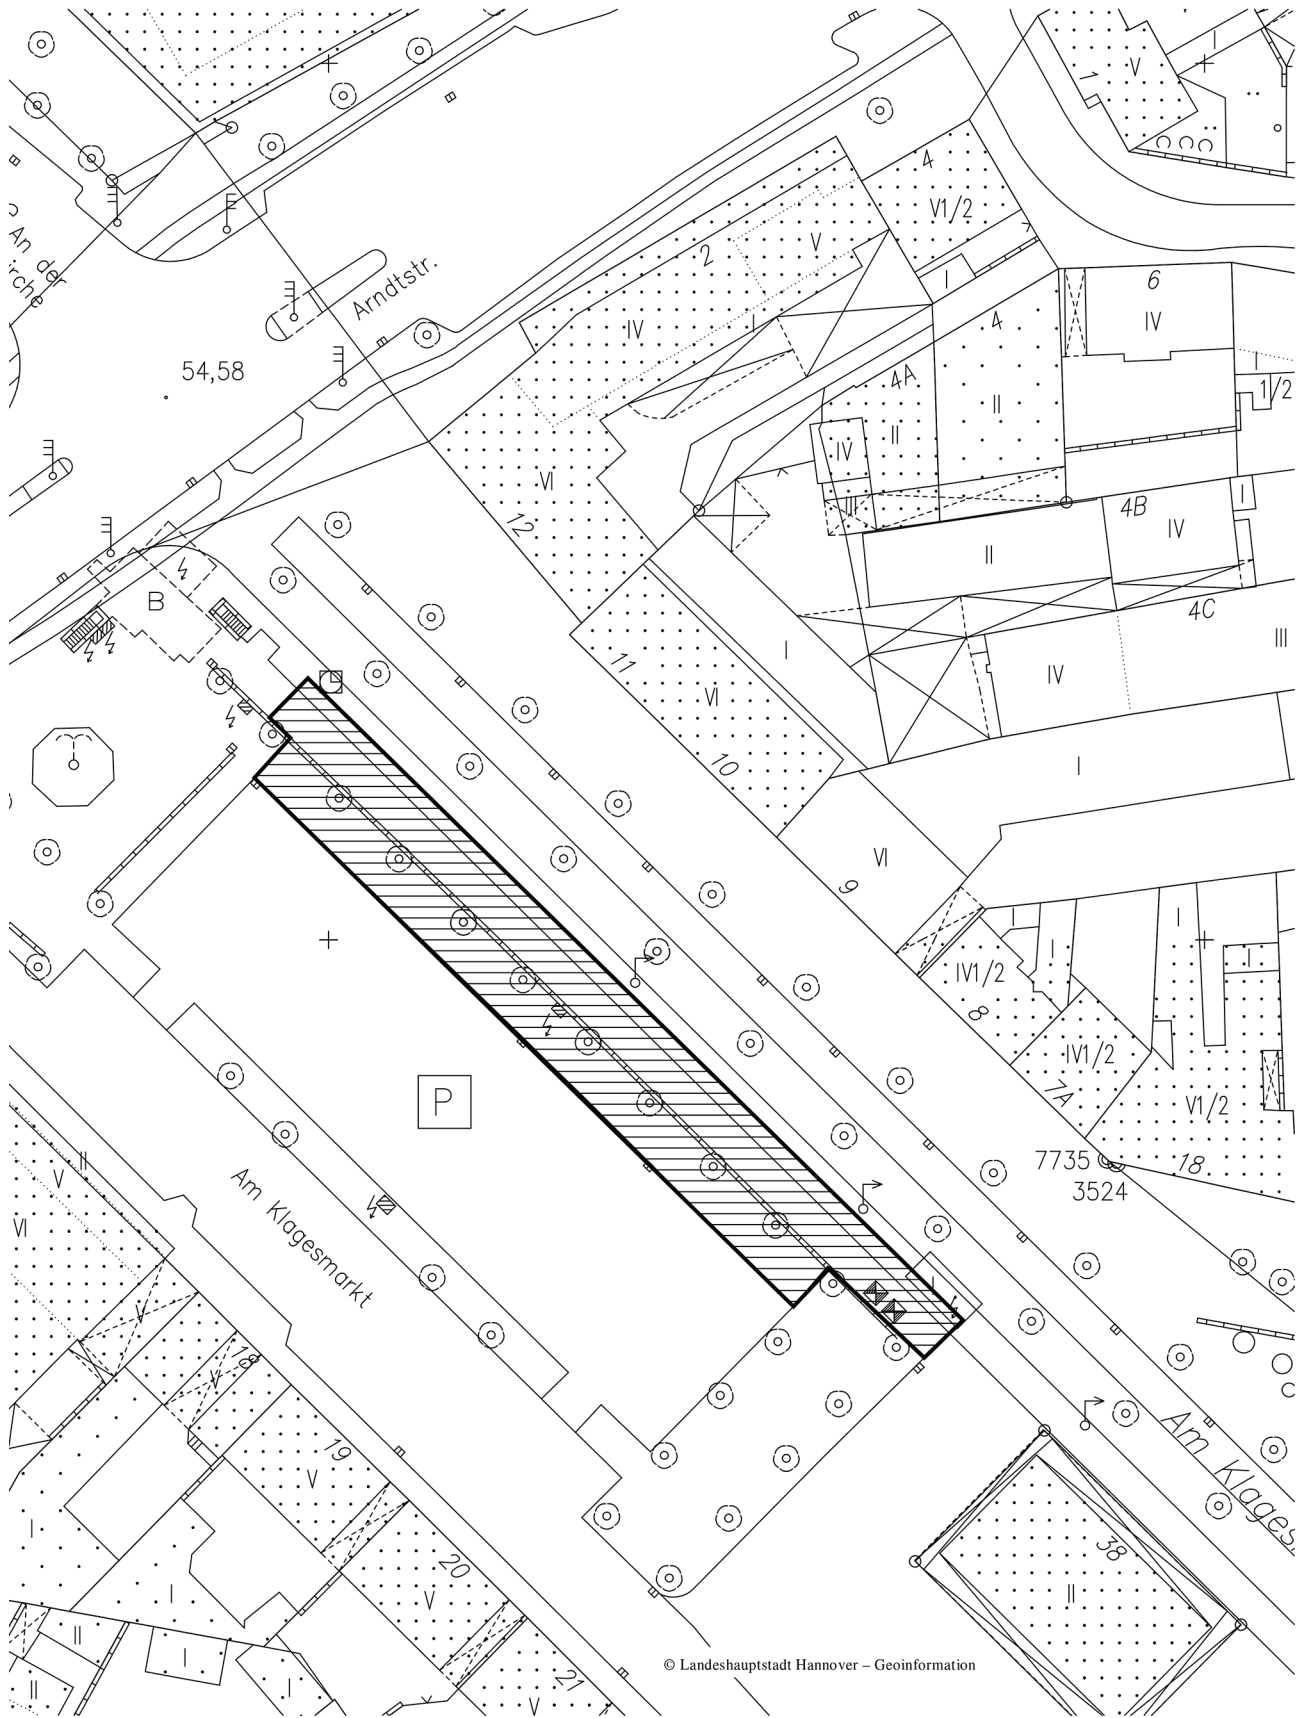 V
1
4
V1/2
I
An der
Arndtstr.
2
V
6
IV
IV
I
54,58
4
4A
II
I
1/2
II
IV
VI
III
4B
I
12
IV
II
B
4C
III
11
I
IV
VI
10
I
VI
9
I
I
I
I
IV1/2
8
IV1/2
P
7A
V1/2
7735
18
3524
II
V
VI
Am Klagesmarkt
V
V
18
19
V
Am Klages
38
20
I
V
II
I
II
I
I
II
21
V
© Landeshauptstadt Hannover – Geoinformation